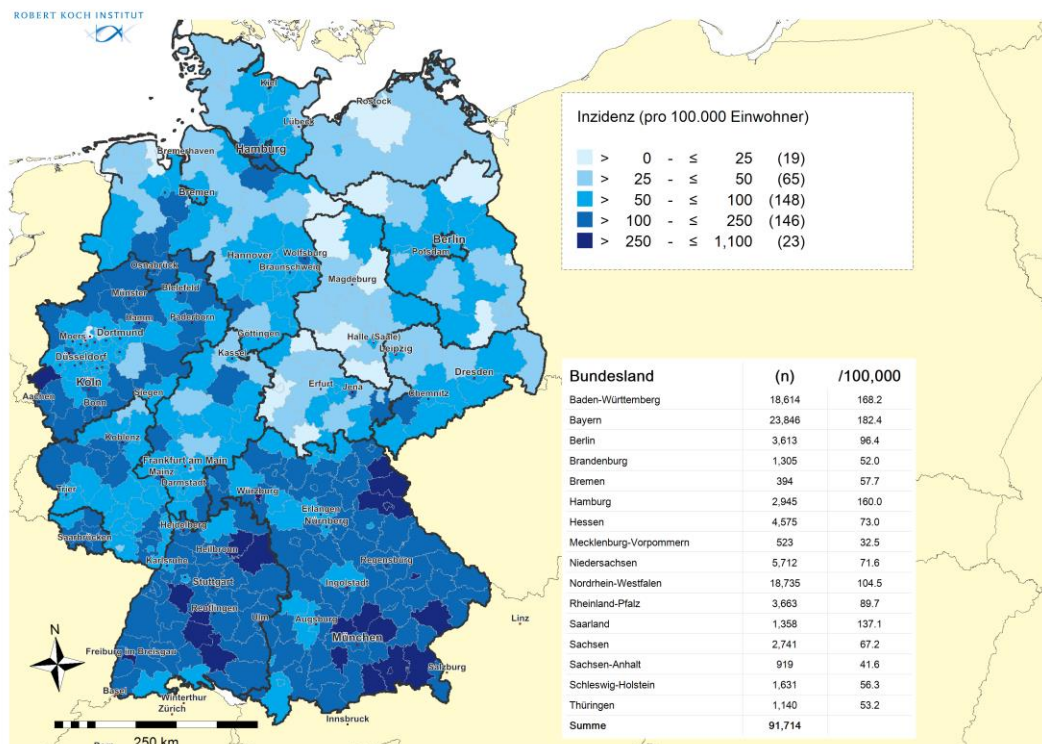 ROBERT KOCH INSTITUT
Kiel
Rostock
Lübeck
Bremerhaven
Hamburg
Bremen
Berlin
Hannover
Wolfsburg
Potsdam
Braunschweig
Osnabrück
Magdeburg
Münster
Bielefeld
Hamm
Paderborn
Göttingen
Halle (Saale)
Moers
Dortmund
Leipzig
Düsseldorf
Kassel
Köln
Erfurt
Jena
Dresden
Aachen
Bonn
Siegen
Chemnitz
Koblenz
Frankfurt am Main
Mainz
Trier
Darmstadt
Würzburg
Erlangen
Nürnberg
Saarbrücken
Heidelberg
Heilbronn
Karlsruhe
Regensburg
Stuttgart
Ingolstadt
Reutlingen
Ulm
Augsburg
München
Linz
Freiburg im Breisgau
Salzburg
Basel
Winterthur
Zürich
Innsbruck
N
250 km
Inzidenz (pro 100.000 Einwohner)
> 0 - ≤ 25 (19)
> 25 - ≤ 50 (65)
> 50 - ≤ 100 (148)
> 100 - ≤ 250 (146)
> 250 - ≤ 1,100 (23)
Bundesland (n) /100,000
Baden-Württemberg 18,614 168.2
Bayern 23,846 182.4
Berlin 3,613 96.4
Brandenburg 1,305 52.0
Bremen 394 57.7
Hamburg 2,945 160.0
Hessen 4,575 73.0
Mecklenburg-Vorpommern 523 32.5
Niedersachsen 5,712 71.6
Nordrhein-Westfalen 18,735 104.5
Rheinland-Pfalz 3,663 89.7
Saarland 1,358 137.1
Sachsen 2,741 67.2
Sachsen-Anhalt 919 41.6
Schleswig-Holstein 1,631 56.3
Thüringen 1,140 53.2
Summe 91,714